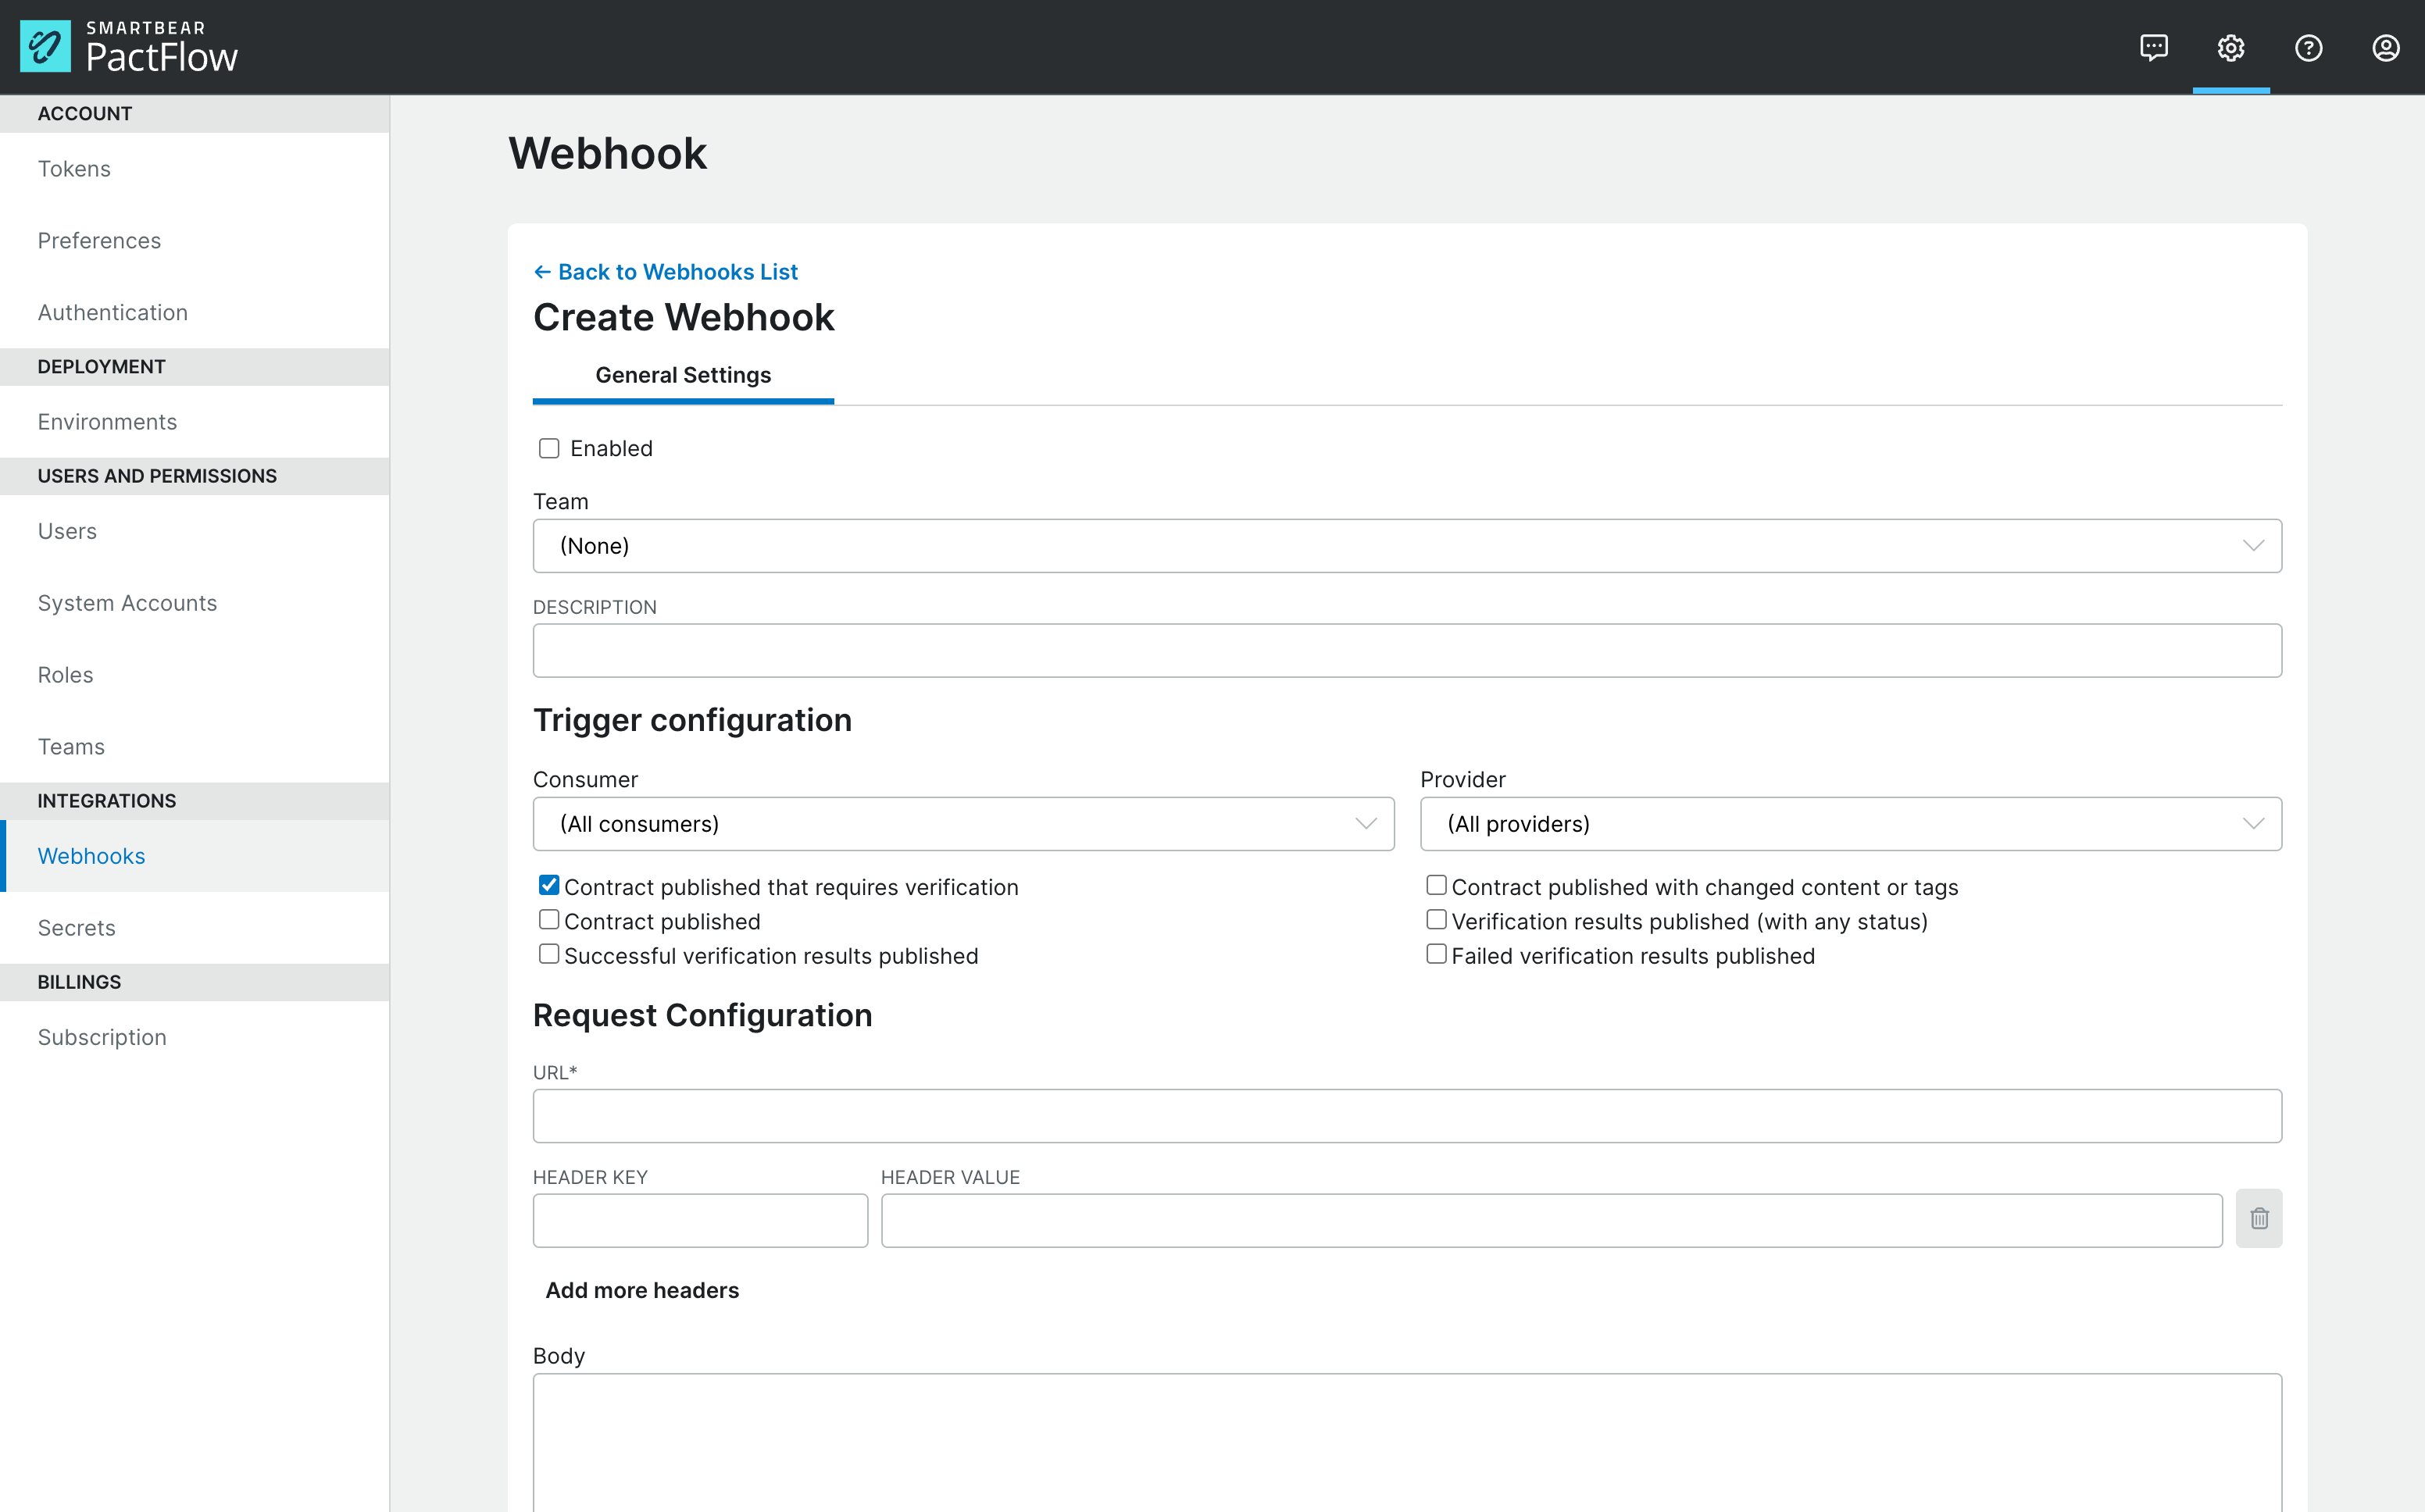 SMARTBEAR
PactFlow
ACCOUNT
Tokens
Preferences
Authentication
DEPLOYMENT
Environments
USERS AND PERMISSIONS
Users
System Accounts
Roles
Teams
INTEGRATIONS
Webhooks
Secrets
BILLINGS
Subscription
Webhook
← Back to Webhooks List
Create Webhook
General Settings
Enabled
Team
(None)
DESCRIPTION
Trigger configuration
Consumer
(All consumers)
Provider
(All providers)
Contract published that requires verification
Contract published
Successful verification results published
Contract published with changed content or tags
Verification results published (with any status)
Failed verification results published
Request Configuration
URL*
HEADER KEY
HEADER VALUE
Add more headers
Body